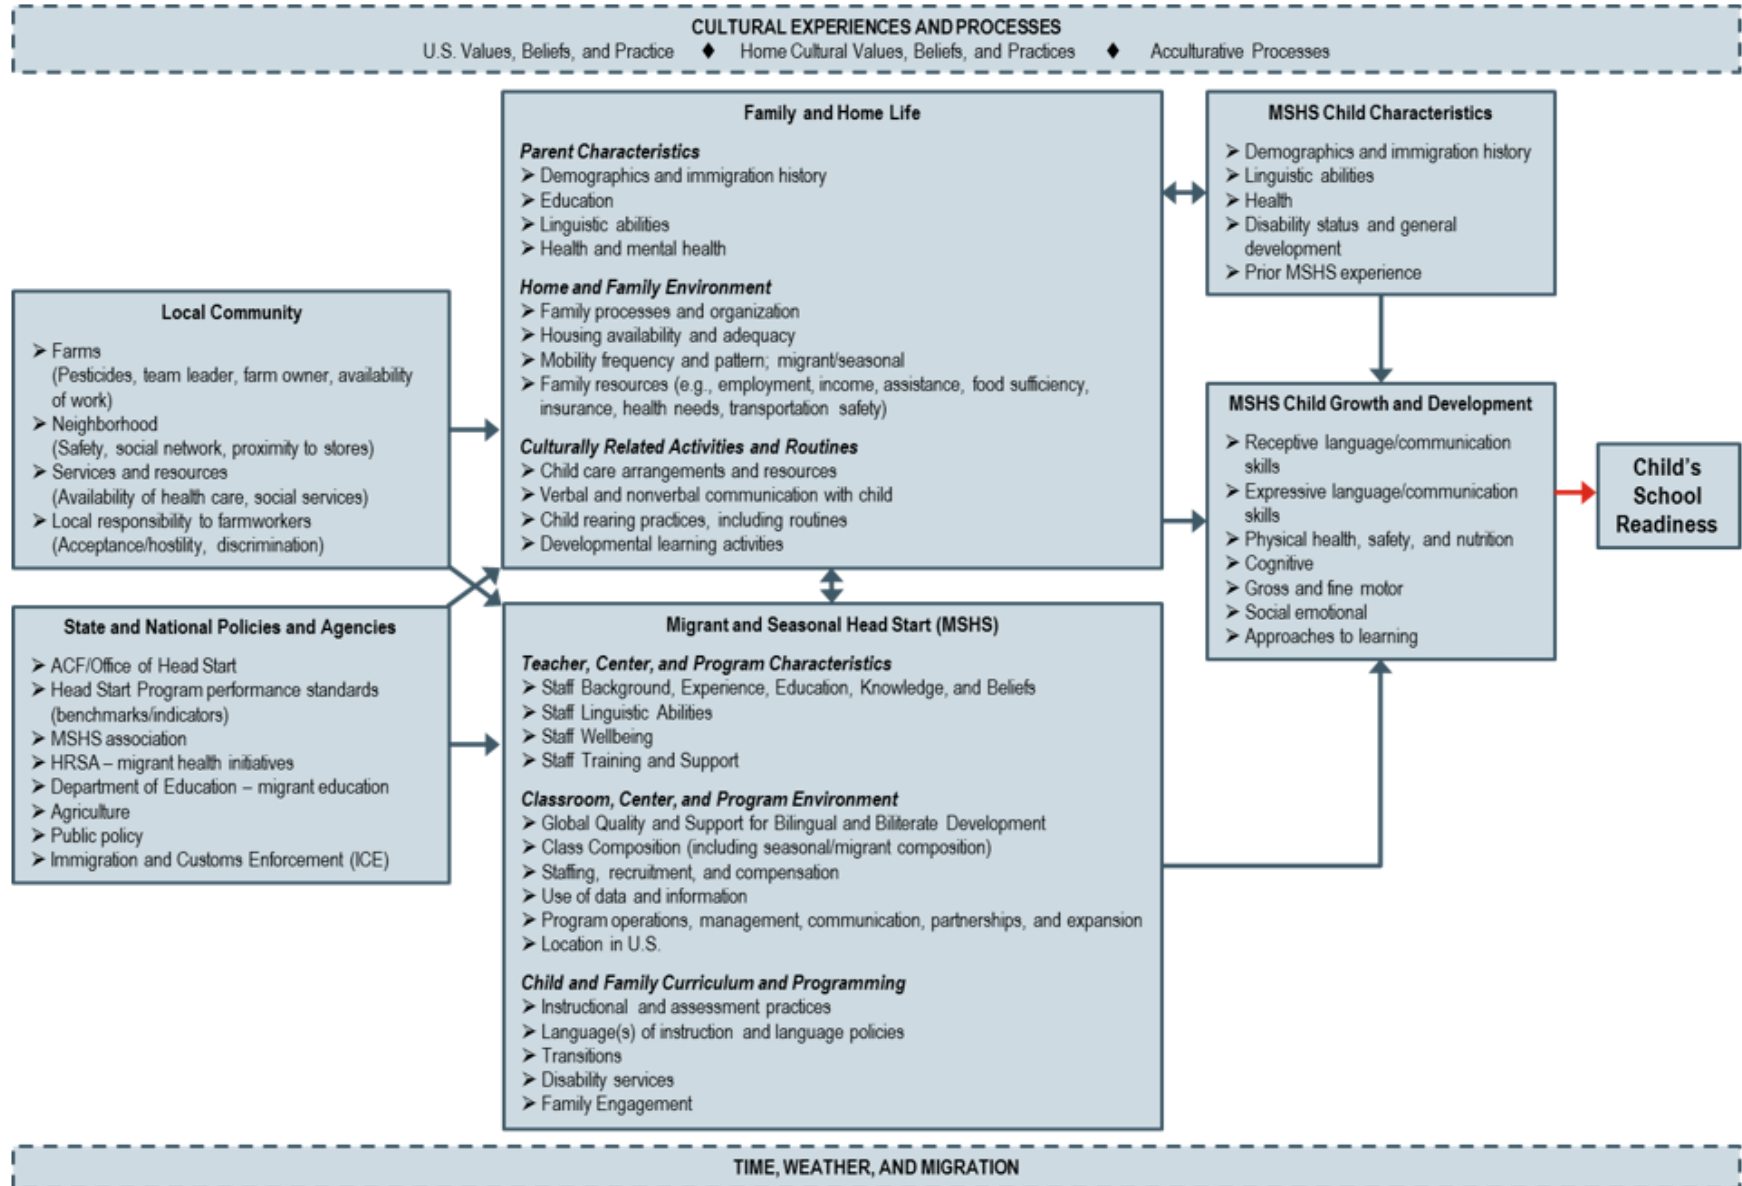 CULTURAL EXPERIENCES AND PROCESSES
U.S. Values, Beliefs, and Practice ♦ Home Cultural Values, Beliefs, and Practices ♦ Acculturative Processes
Local Community
➢ Farms
(Pesticides, team leader, farm owner, availability
of work)
➢ Neighborhood
(Safety, social network, proximity to stores)
➢ Services and resources
(Availability of health care, social services)
➢ Local responsibility to farmworkers
(Acceptance/hostility, discrimination)
State and National Policies and Agencies
➢ ACF/Office of Head Start
➢ Head Start Program performance standards
(benchmarks/indicators)
➢ MSHS association
➢ HRSA – migrant health initiatives
➢ Department of Education – migrant education
➢ Agriculture
➢ Public policy
➢ Immigration and Customs Enforcement (ICE)
Family and Home Life
Parent Characteristics
➢ Demographics and immigration history
➢ Education
➢ Linguistic abilities
➢ Health and mental health
Home and Family Environment
➢ Family processes and organization
➢ Housing availability and adequacy
➢ Mobility frequency and pattern; migrant/seasonal
➢ Family resources (e.g., employment, income, assistance, food sufficiency,
insurance, health needs, transportation safety)
Culturally Related Activities and Routines
➢ Child care arrangements and resources
➢ Verbal and nonverbal communication with child
➢ Child rearing practices, including routines
➢ Developmental learning activities
Migrant and Seasonal Head Start (MSHS)
Teacher, Center, and Program Characteristics
➢ Staff Background, Experience, Education, Knowledge, and Beliefs
➢ Staff Linguistic Abilities
➢ Staff Wellbeing
➢ Staff Training and Support
Classroom, Center, and Program Environment
➢ Global Quality and Support for Bilingual and Biliterate Development
➢ Class Composition (including seasonal/migrant composition)
➢ Staffing, recruitment, and compensation
➢ Use of data and information
➢ Program operations, management, communication, partnerships, and expansion
➢ Location in U.S.
Child and Family Curriculum and Programming
➢ Instructional and assessment practices
➢ Language(s) of instruction and language policies
➢ Transitions
➢ Disability services
➢ Family Engagement
MSHS Child Characteristics
➢ Demographics and immigration history
➢ Linguistic abilities
➢ Health
➢ Disability status and general
development
➢ Prior MSHS experience
MSHS Child Growth and Development
➢ Receptive language/communication
skills
➢ Expressive language/communication
skills
➢ Physical health, safety, and nutrition
➢ Cognitive
➢ Gross and fine motor
➢ Social emotional
➢ Approaches to learning
Child's
School
Readiness
TIME, WEATHER, AND MIGRATION